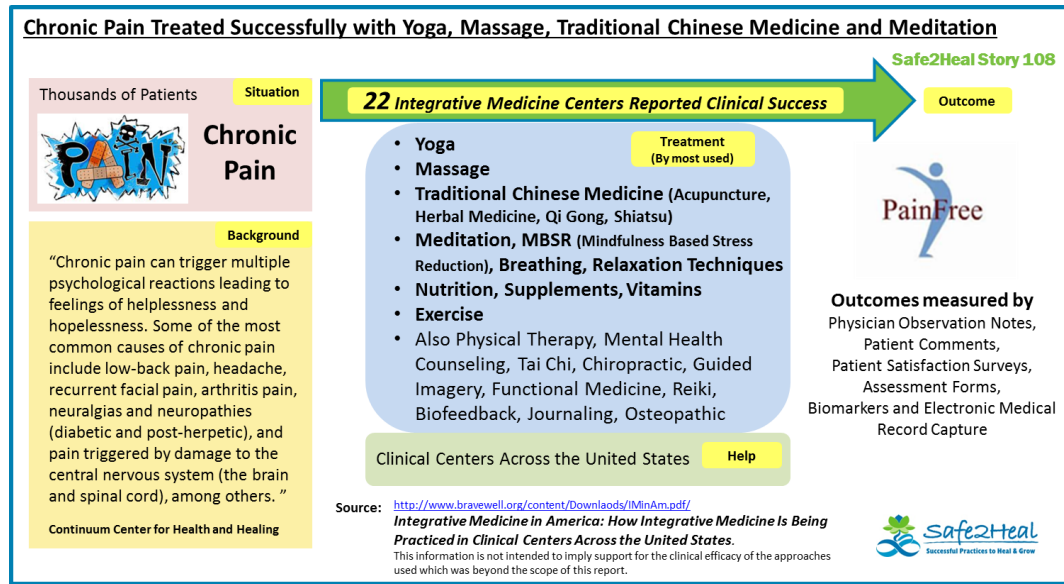 Chronic Pain Treated Successfully with Yoga, Massage, Traditional Chinese Medicine and Meditation
Safe2Heal Story 108
Thousands of Patients
Situation
PAIN
Chronic
Pain
22 Integrative Medicine Centers Reported Clinical Success
Outcome
Background
“Chronic pain can trigger multiple
psychological reactions leading to
feelings of helplessness and
hopelessness. Some of the most
common causes of chronic pain
include low-back pain, headache,
recurrent facial pain, arthritis pain,
neuralgias and neuropathies
(diabetic and post-herpetic), and
pain triggered by damage to the
central nervous system (the brain
and spinal cord), among others. ”
Continuum Center for Health and Healing
Treatment
(By most used)
• Yoga
• Massage
• Traditional Chinese Medicine (Acupuncture,
Herbal Medicine, Qi Gong, Shiatsu)
• Meditation, MBSR (Mindfulness Based Stress
Reduction), Breathing, Relaxation Techniques
• Nutrition, Supplements, Vitamins
• Exercise
• Also Physical Therapy, Mental Health
Counseling, Tai Chi, Chiropractic, Guided
Imagery, Functional Medicine, Reiki,
Biofeedback, Journaling, Osteopathic
Clinical Centers Across the United States
Help
PainFree
Outcomes measured by
Physician Observation Notes,
Patient Comments,
Patient Satisfaction Surveys,
Assessment Forms,
Biomarkers and Electronic Medical
Record Capture
Source: http://www.bravewell.org/content/Downlaods/IMinAm.pdf/
Integrative Medicine in America: How Integrative Medicine Is Being
Practiced in Clinical Centers Across the United States.
This information is not intended to imply support for the clinical efficacy of the approaches
used which was beyond the scope of this report.
Safe2Heal
Successful Practices to Heal & Grow